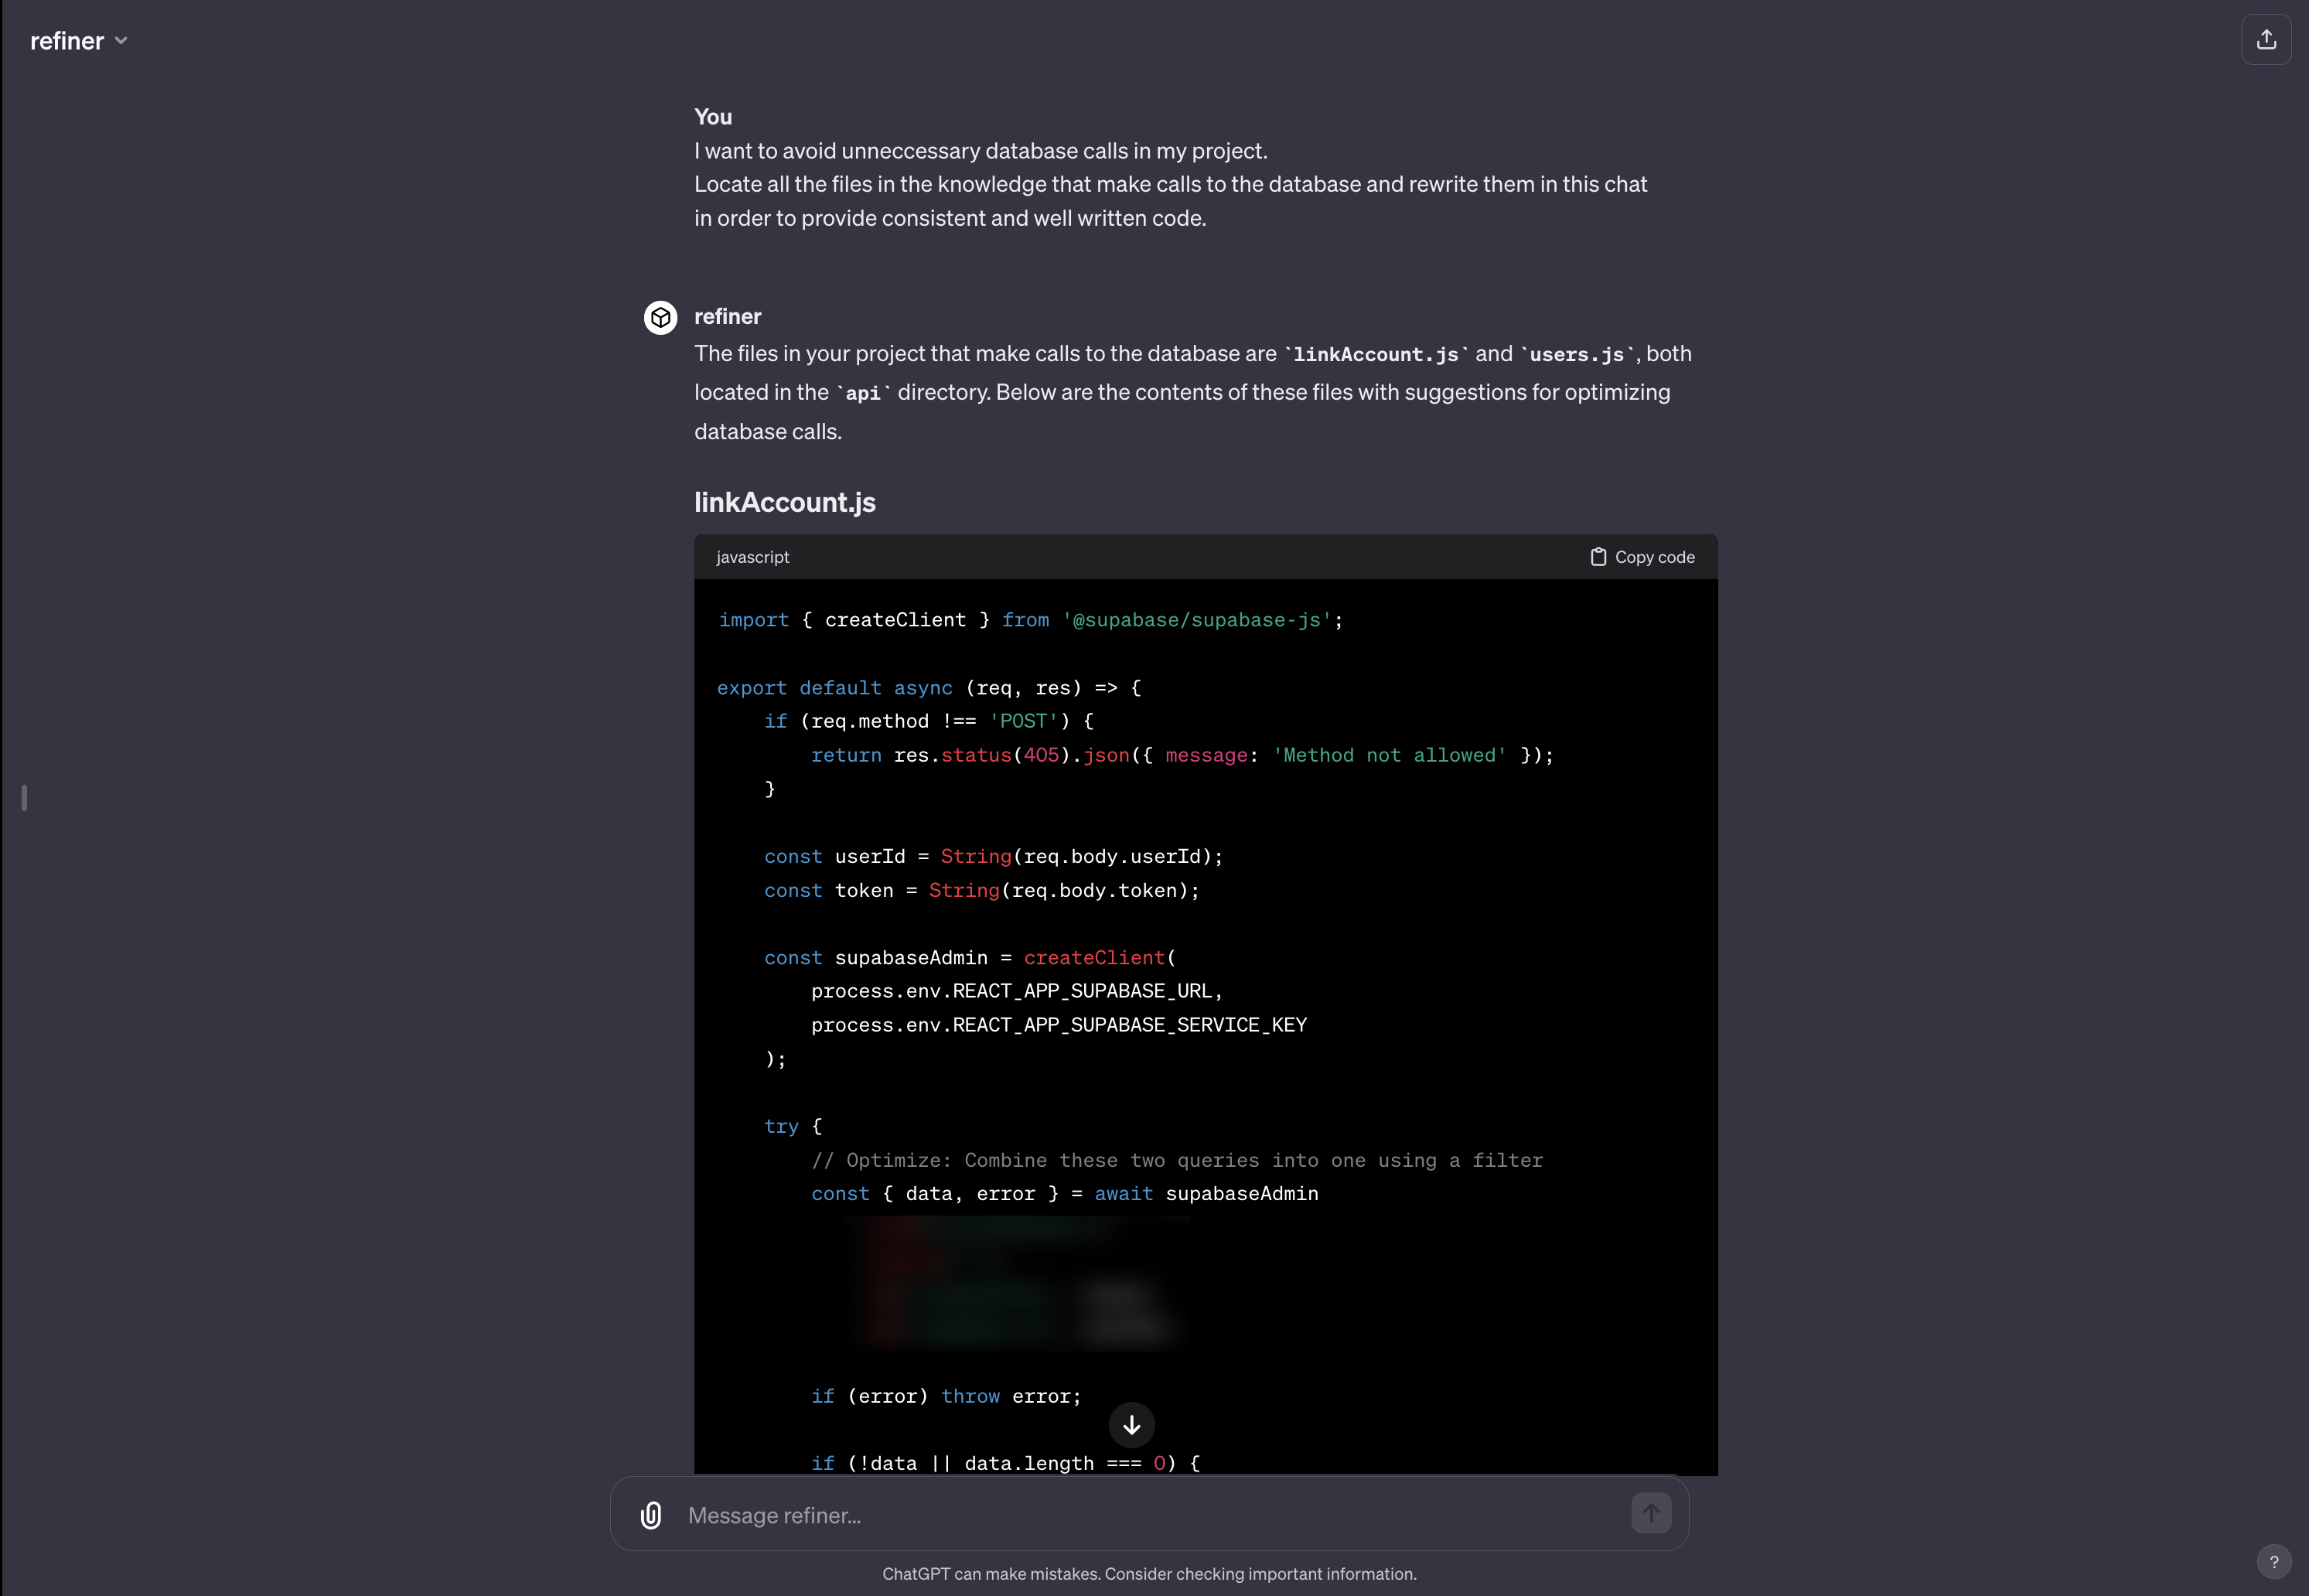 refiner
You
I want to avoid unneccessary database calls in my project.
Locate all the files in the knowledge that make calls to the database and rewrite them in this chat
in order to provide consistent and well written code.
refiner
The files in your project that make calls to the database are `linkAccount.js` and `users.js`, both
located in the `api` directory. Below are the contents of these files with suggestions for optimizing
database calls.
linkAccount.js
javascript
Copy code
import { createClient } from '@supabase/supabase-js';
export default async (req, res) => {
if (req.method !== 'POST') {
return res.status(405).json({ message: 'Method not allowed' });
}
const userId = String(req.body.userId);
const token = String(req.body.token);
const supabaseAdmin = createClient(
process.env.REACT_APP_SUPABASE_URL,
process.env.REACT_APP_SUPABASE_SERVICE_KEY
);
try {
// Optimize: Combine these two queries into one using a filter
const { data, error } = await supabaseAdmin
if (error) throw error;
if (!data || data.length === 0) {
Message refiner...
ChatGPT can make mistakes. Consider checking important information.
?